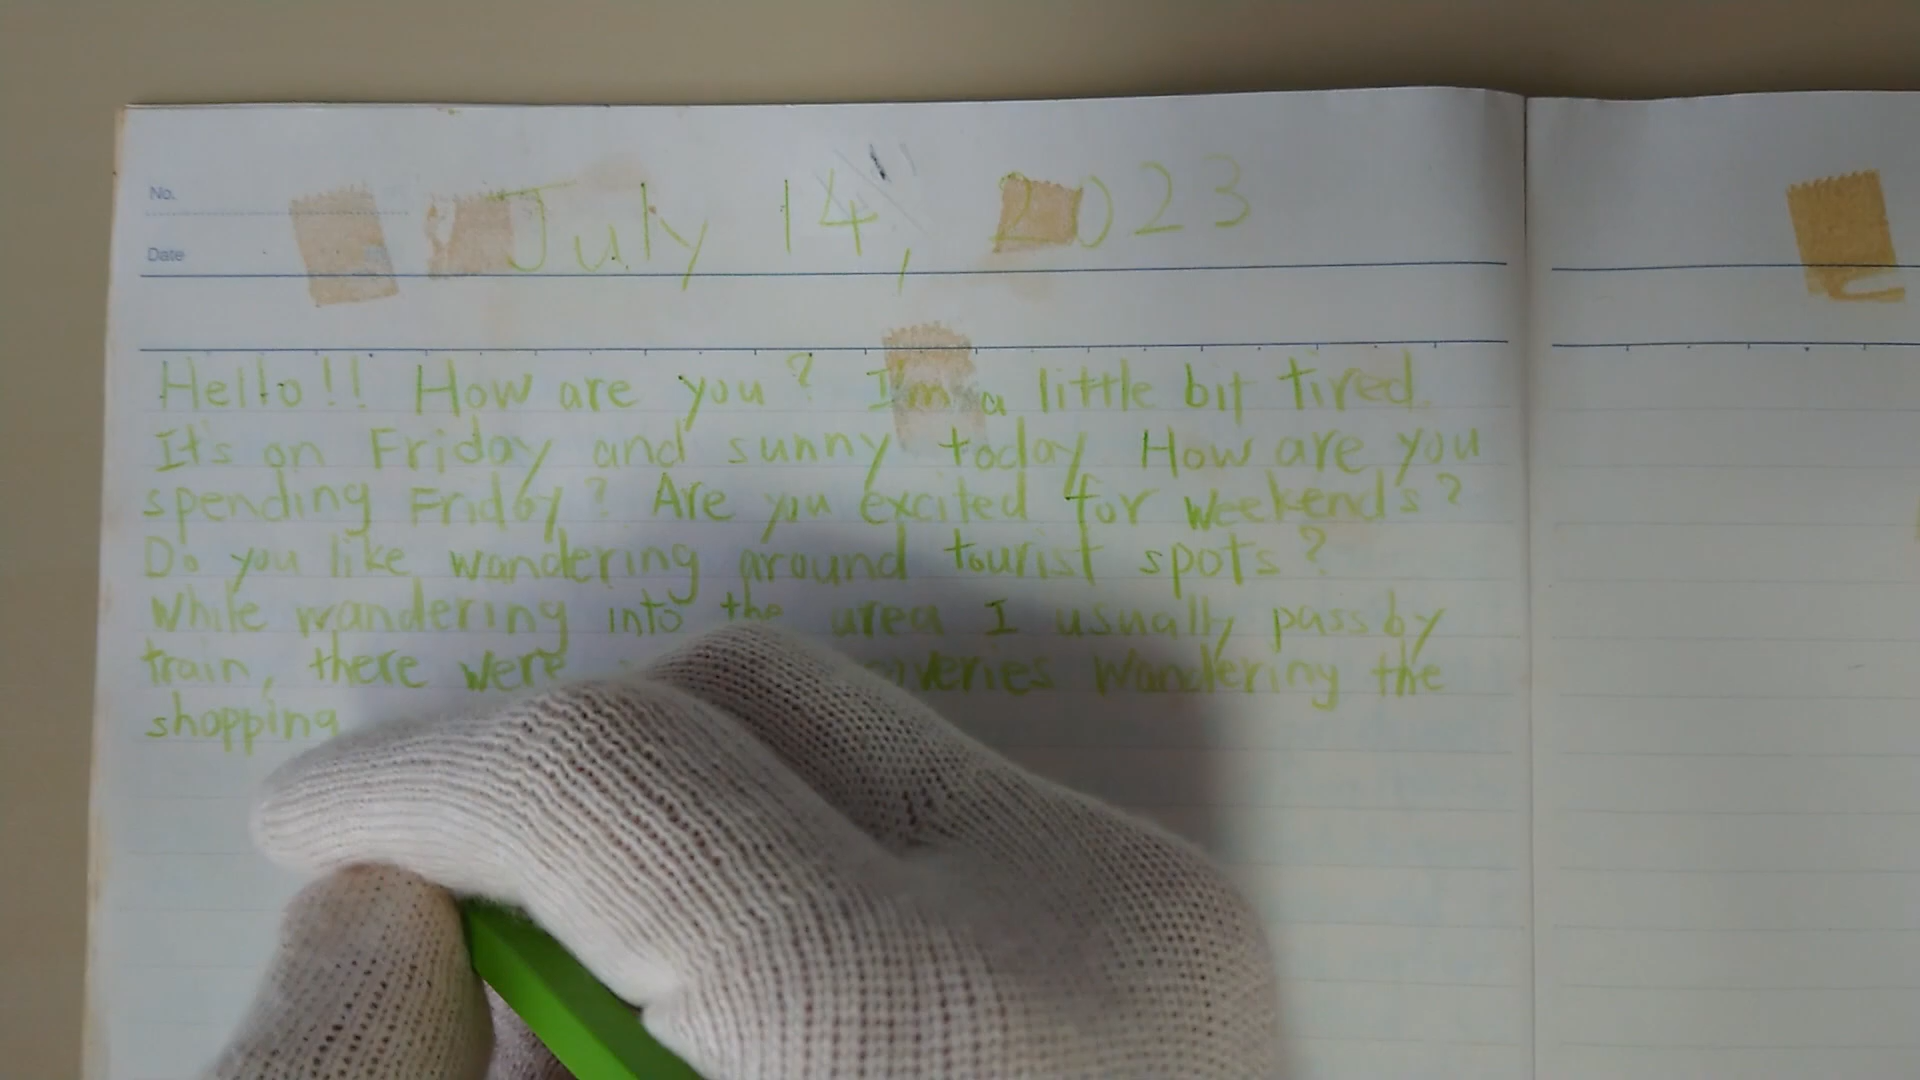 No.
Date
July 14, 2023
Hello!! How are you? I'm a little bit tired.
It's on Friday and sunny today. How are you
spending Friday? Are you excited for weekends?
Do you like wandering around tourist spots?
While wandering into the area I usually pass by
train, there were wandering the
shopping